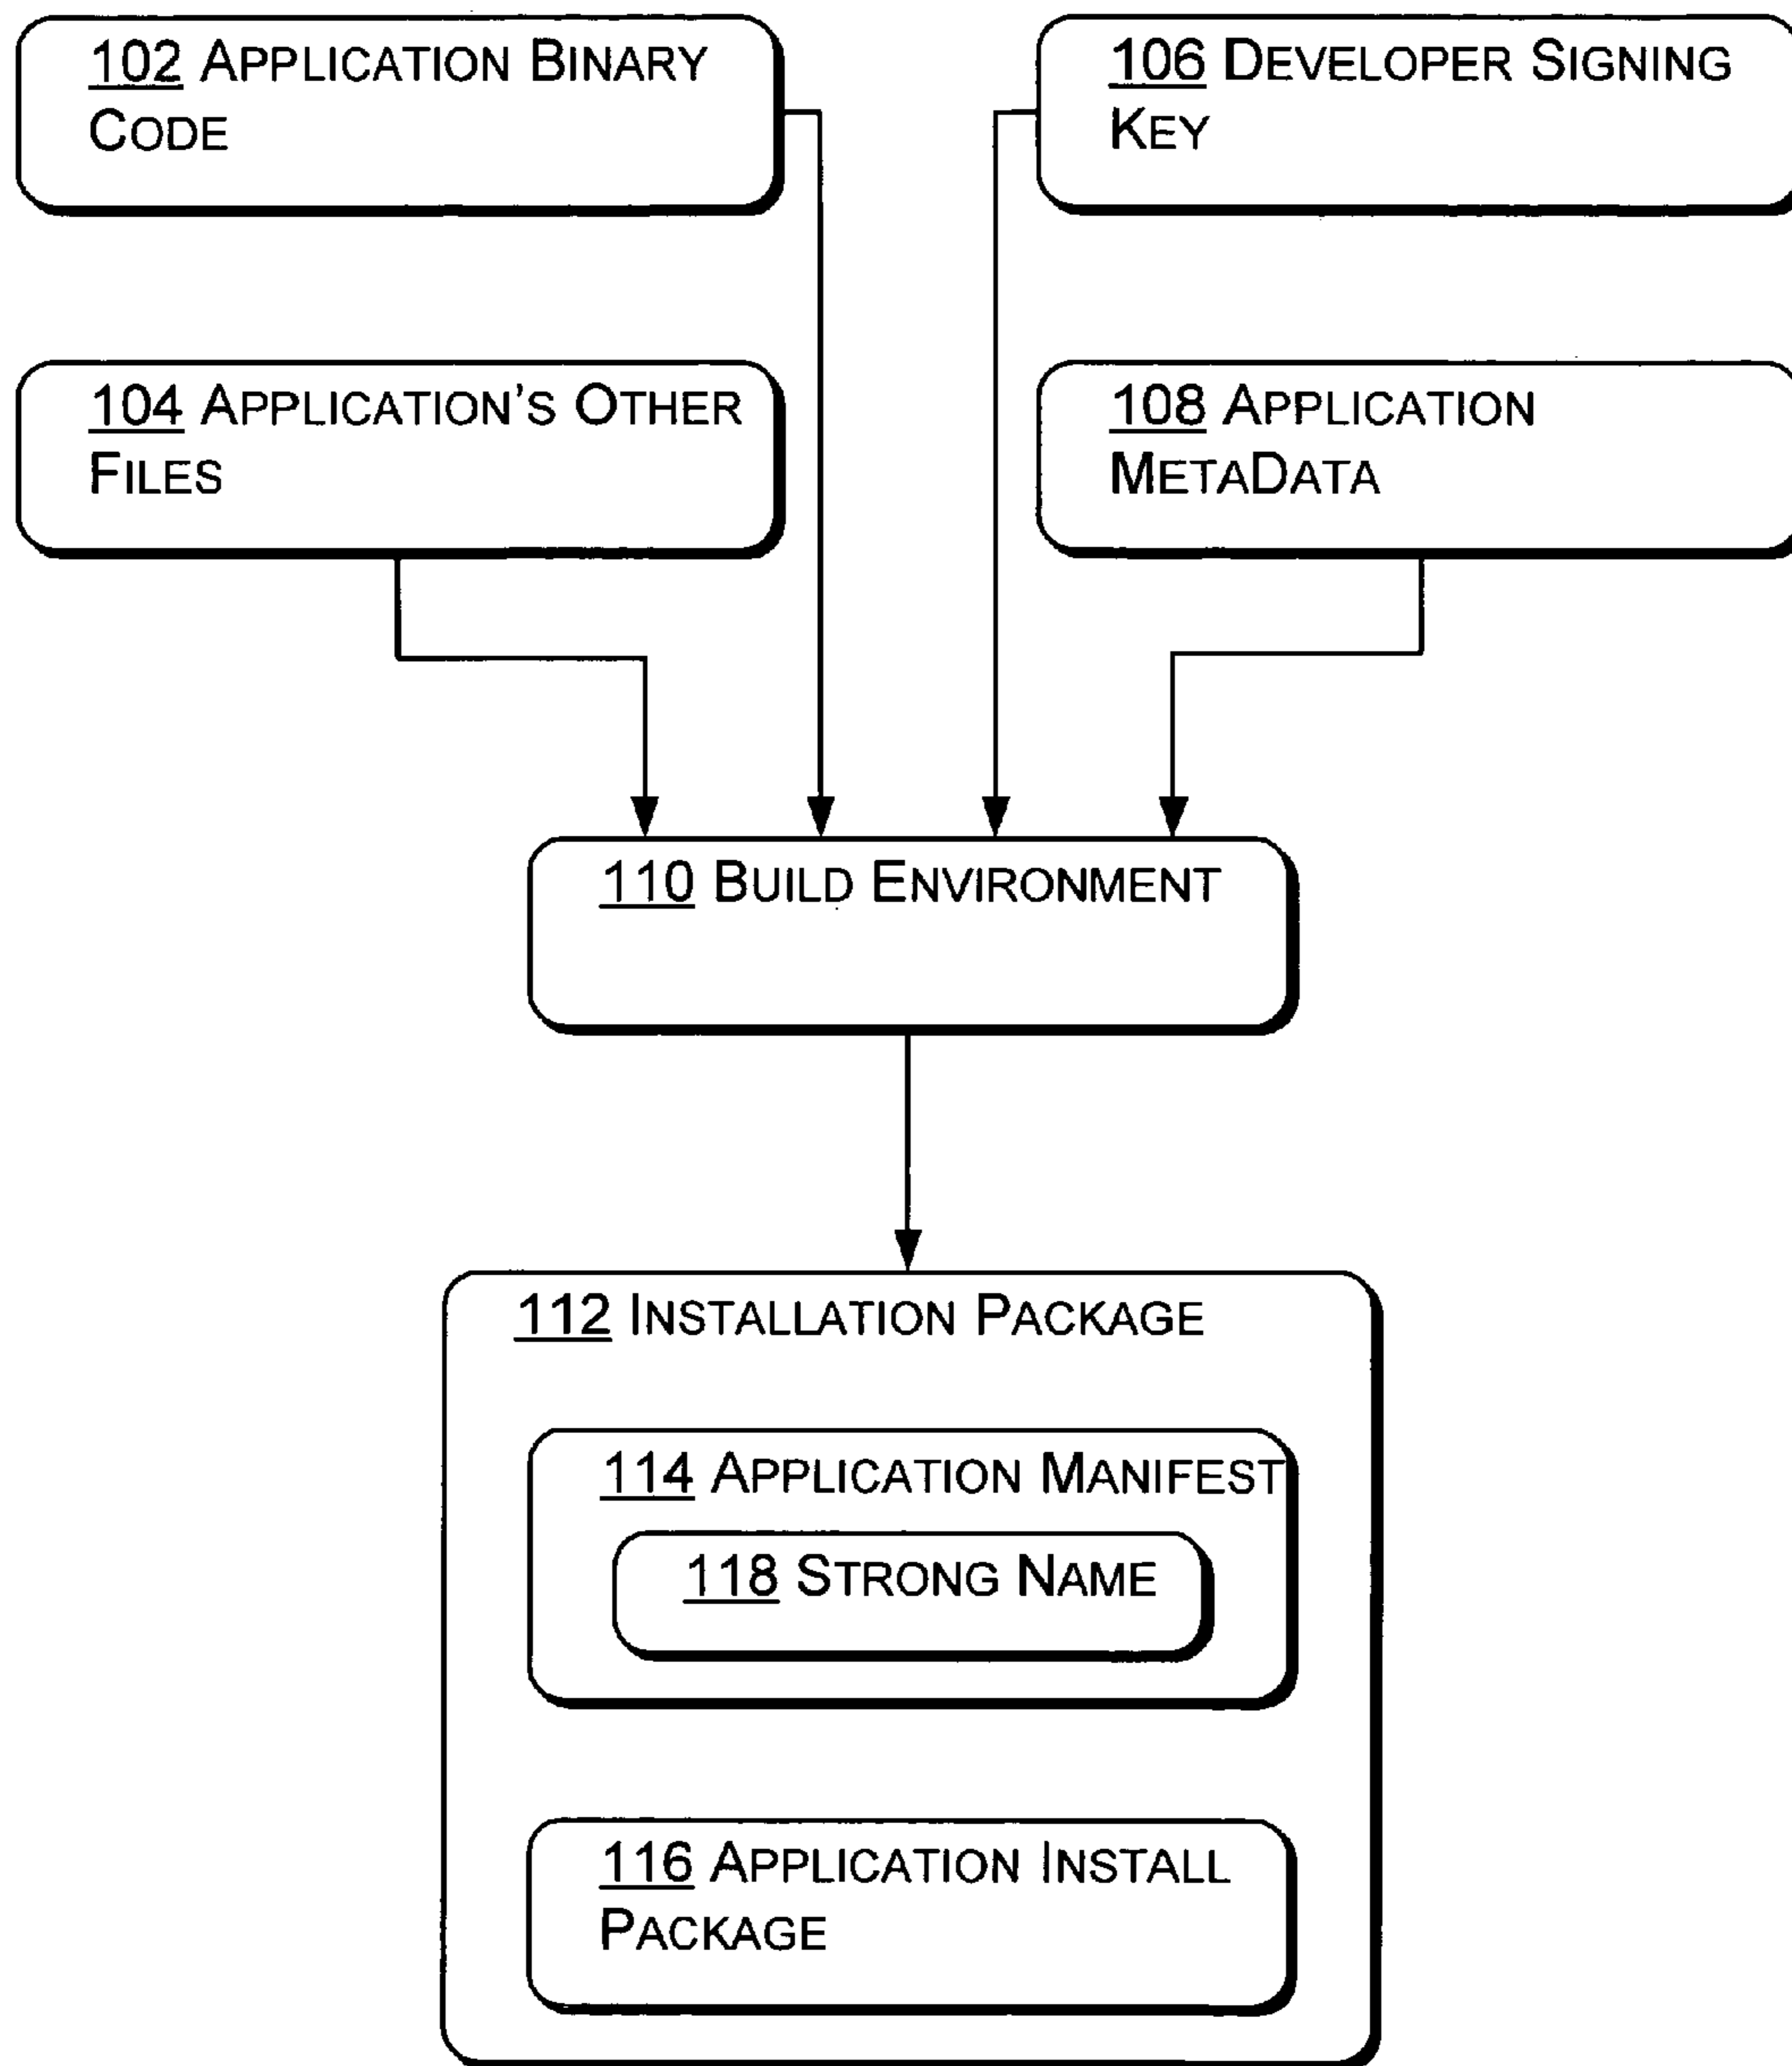 102 APPLICATION BINARY
CODE
106 DEVELOPER SIGNING
KEY
104 APPLICATION'S OTHER
FILES
108 APPLICATION
METADATA
110 BUILD ENVIRONMENT
112 INSTALLATION PACKAGE
114 APPLICATION MANIFEST
118 STRONG NAME
116 APPLICATION INSTALL
PACKAGE